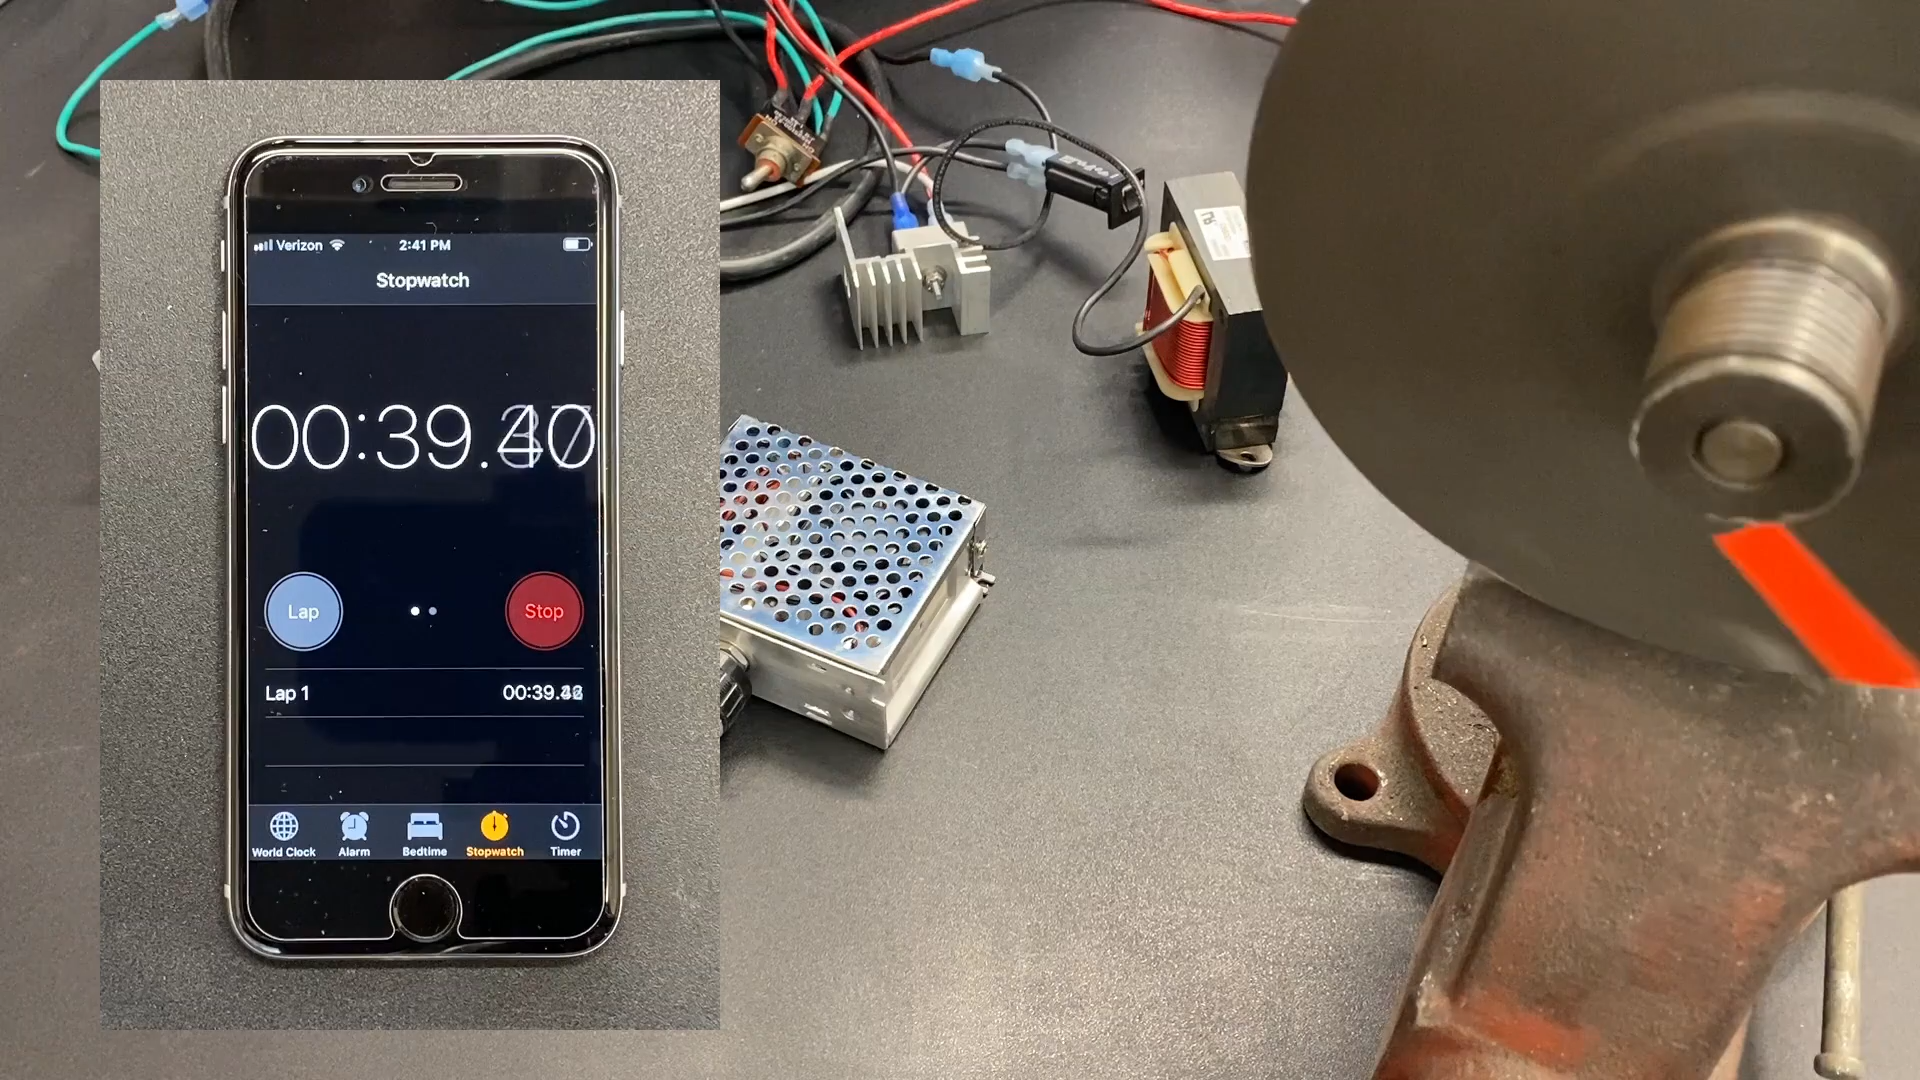 Verizon 2:41 PM
Stopwatch
00:39.40
Lap
Stop
Lap 1 00:39.
World Clock Alarm Bedtime Stopwatch Timer